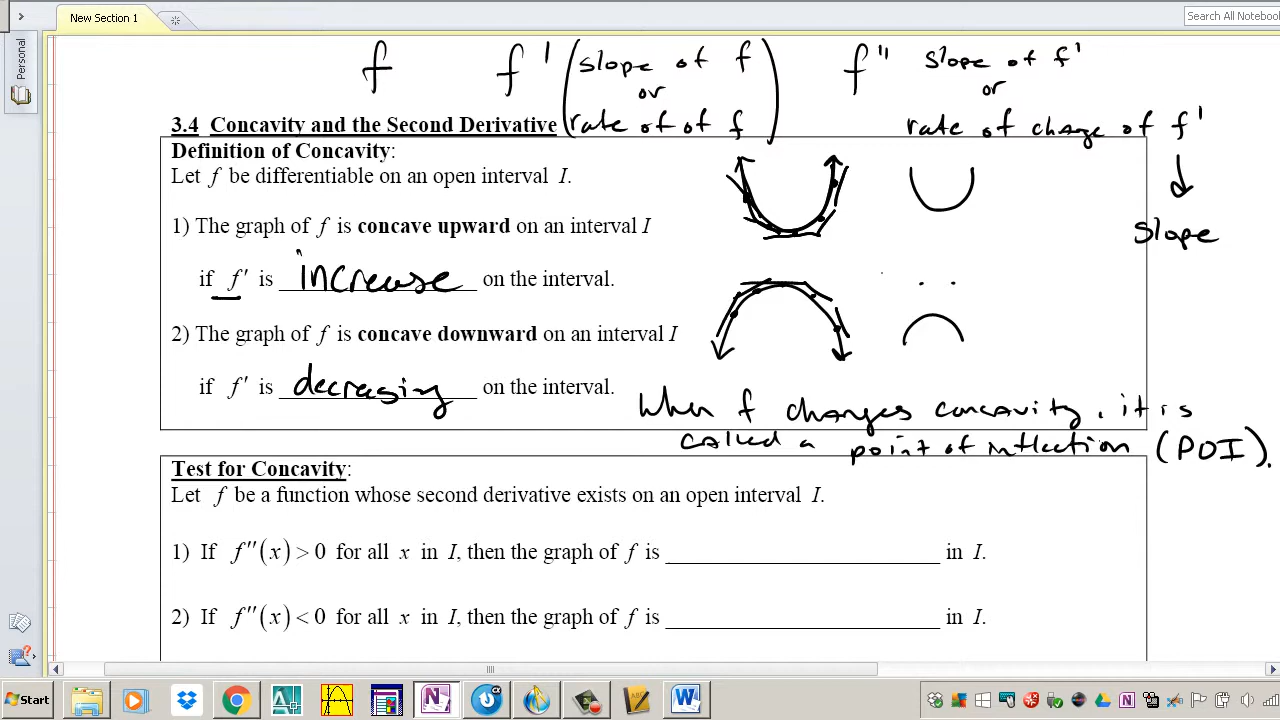 New Section 1
Search All Notebook
Personal
f f' (slope of f or rate of of f) f" slope of f' or rate of change of f'
↓
slope
3.4 Concavity and the Second Derivative
Definition of Concavity:
Let f be differentiable on an open interval I.
1) The graph of f is concave upward on an interval I
if f' is increase on the interval.
2) The graph of f is concave downward on an interval I
if f' is decreasing on the interval.
When f changes concavity, it is
called a point of inflection (POI).
Test for Concavity:
Let f be a function whose second derivative exists on an open interval I.
1) If f″(x) > 0 for all x in I, then the graph of f is ____ in I.
2) If f″(x) < 0 for all x in I, then the graph of f is ____ in I.
Start